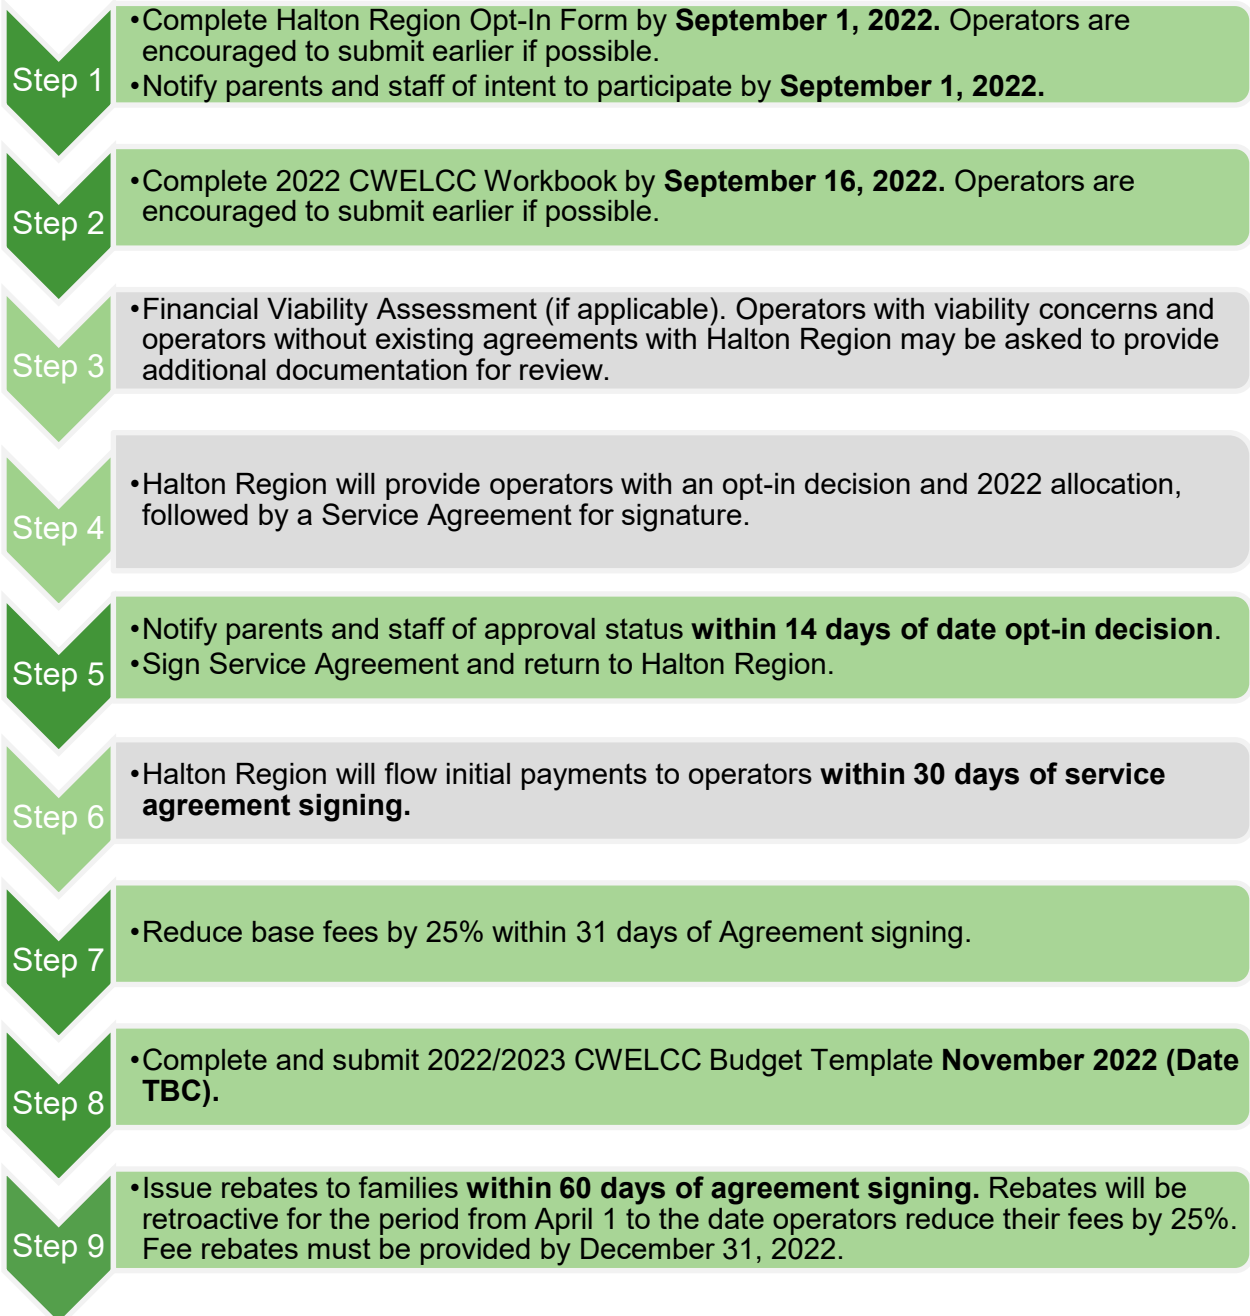 Step 1
•Complete Halton Region Opt-In Form by September 1, 2022. Operators are
encouraged to submit earlier if possible.
•Notify parents and staff of intent to participate by September 1, 2022.
Step 2
•Complete 2022 CWELCC Workbook by September 16, 2022. Operators are
encouraged to submit earlier if possible.
Step 3
•Financial Viability Assessment (if applicable). Operators with viability concerns and
operators without existing agreements with Halton Region may be asked to provide
additional documentation for review.
Step 4
•Halton Region will provide operators with an opt-in decision and 2022 allocation,
followed by a Service Agreement for signature.
Step 5
•Notify parents and staff of approval status within 14 days of date opt-in decision.
•Sign Service Agreement and return to Halton Region.
Step 6
•Halton Region will flow initial payments to operators within 30 days of service
agreement signing.
Step 7
•Reduce base fees by 25% within 31 days of Agreement signing.
Step 8
•Complete and submit 2022/2023 CWELCC Budget Template November 2022 (Date
TBC).
Step 9
•Issue rebates to families within 60 days of agreement signing. Rebates will be
retroactive for the period from April 1 to the date operators reduce their fees by 25%.
Fee rebates must be provided by December 31, 2022.